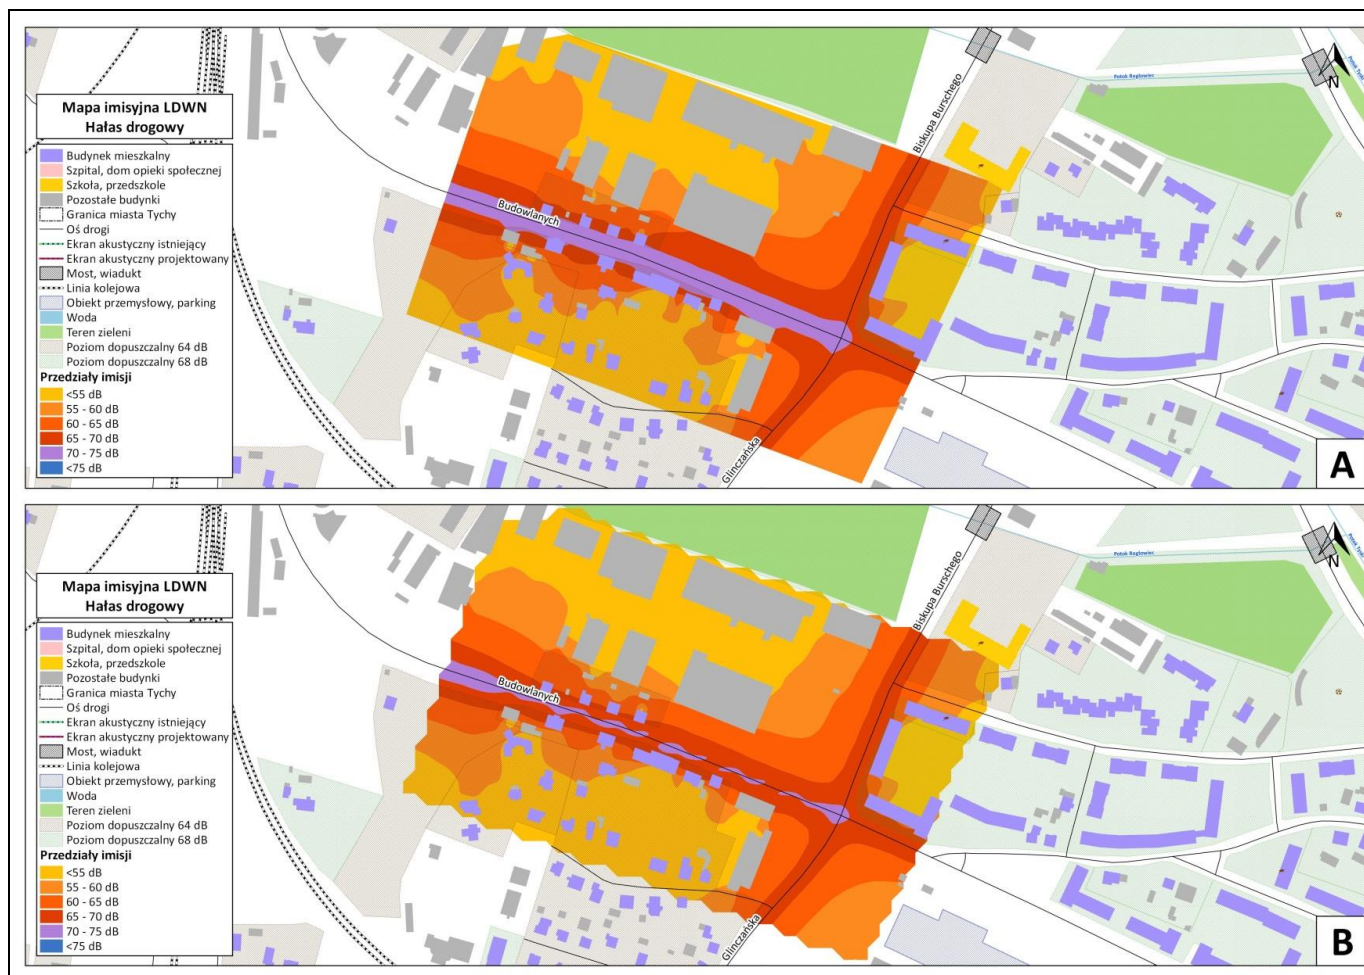 Mapa imisyjna LDWN
Hałas drogowy
Budynek mieszkalny
Szpital, dom opieki społecznej
Szkoła, przedszkole
Pozostałe budynki
Granica miasta Tychy
Oś drogi
Ekran akustyczny istniejący
Ekran akustyczny projektowany
Most, wiadukt
Linia kolejowa
Obiekt przemysłowy, parking
Woda
Teren zieleni
Poziom dopuszczalny 64 dB
Poziom dopuszczalny 68 dB
Przedziały imisji
<55 dB
55 - 60 dB
60 - 65 dB
65 - 70 dB
70 - 75 dB
<75 dB
Budowlanych
Biskupa Burschego
Glinczańska
Potok Rogłowiec
N
A
Mapa imisyjna LDWN
Hałas drogowy
Budynek mieszkalny
Szpital, dom opieki społecznej
Szkoła, przedszkole
Pozostałe budynki
Granica miasta Tychy
Oś drogi
Ekran akustyczny istniejący
Ekran akustyczny projektowany
Most, wiadukt
Linia kolejowa
Obiekt przemysłowy, parking
Woda
Teren zieleni
Poziom dopuszczalny 64 dB
Poziom dopuszczalny 68 dB
Przedziały imisji
<55 dB
55 - 60 dB
60 - 65 dB
65 - 70 dB
70 - 75 dB
<75 dB
Budowlanych
Biskupa Burschego
Glinczańska
Potok Rogłowiec
N
B